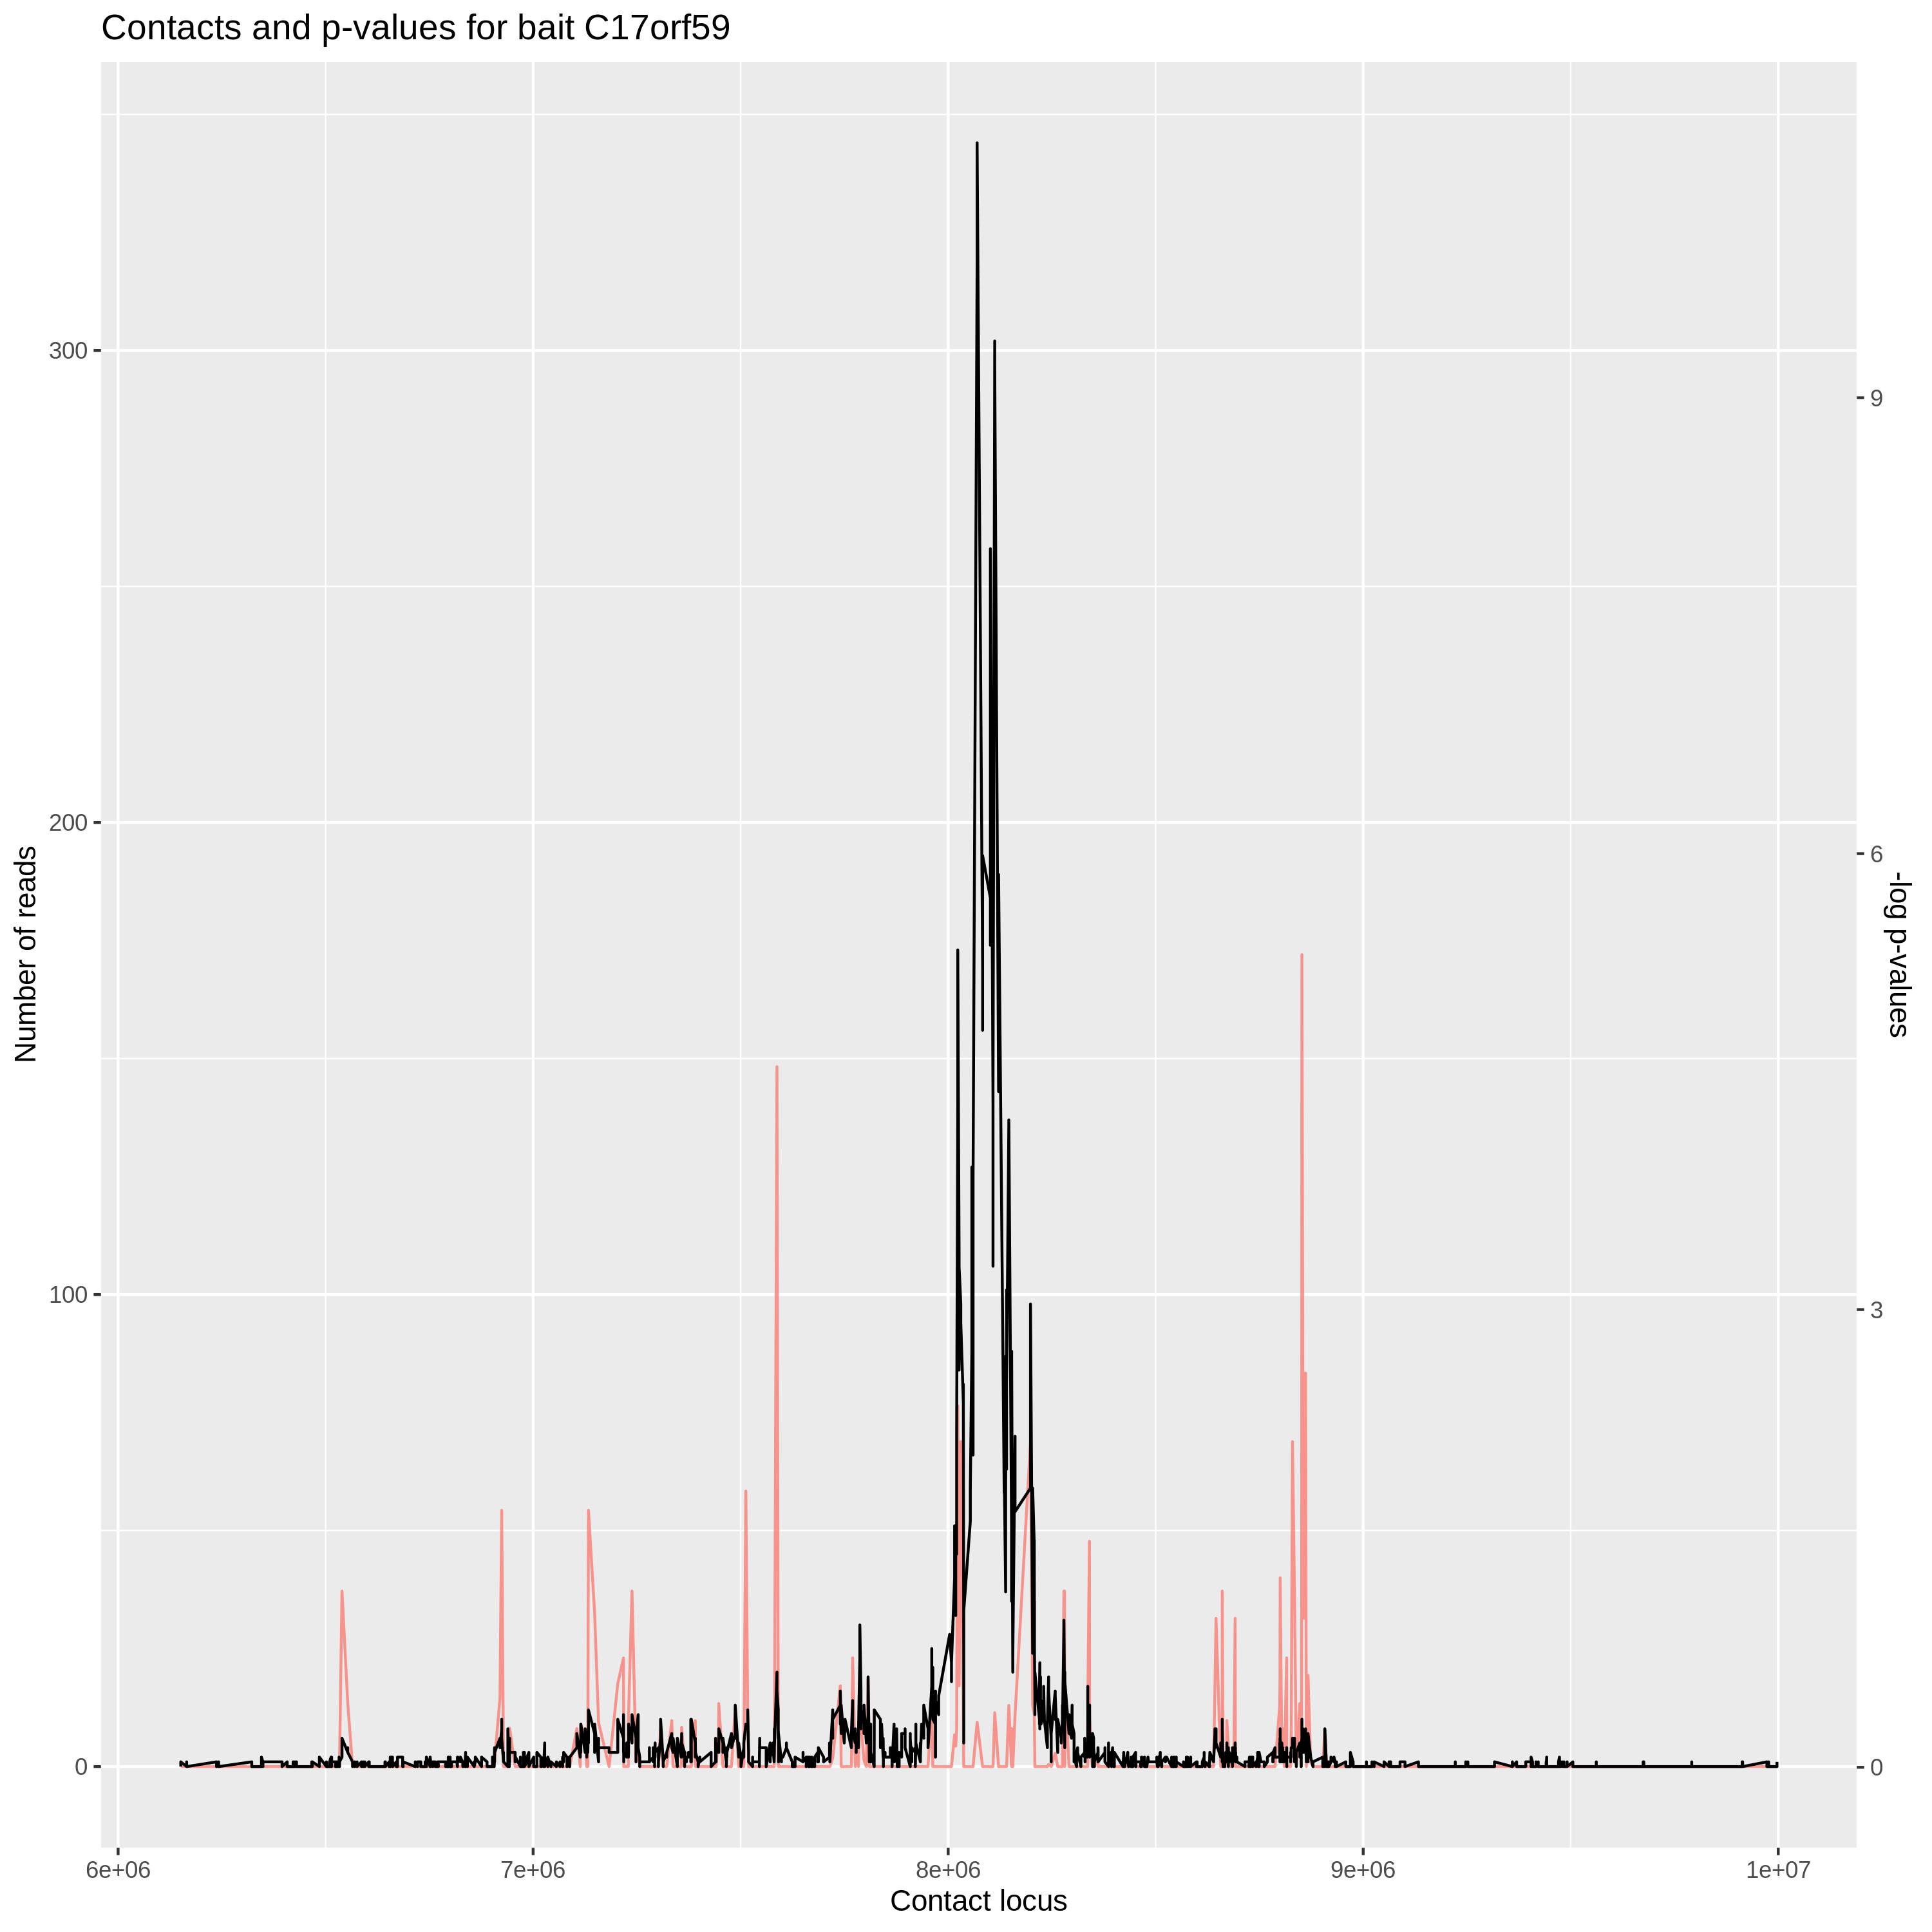 Contacts and p-values for bait C17orf59
300
200
100
0
Number of reads
9
6
3
0
-log p-values
6e+06 7e+06 8e+06 9e+06 1e+07
Contact locus